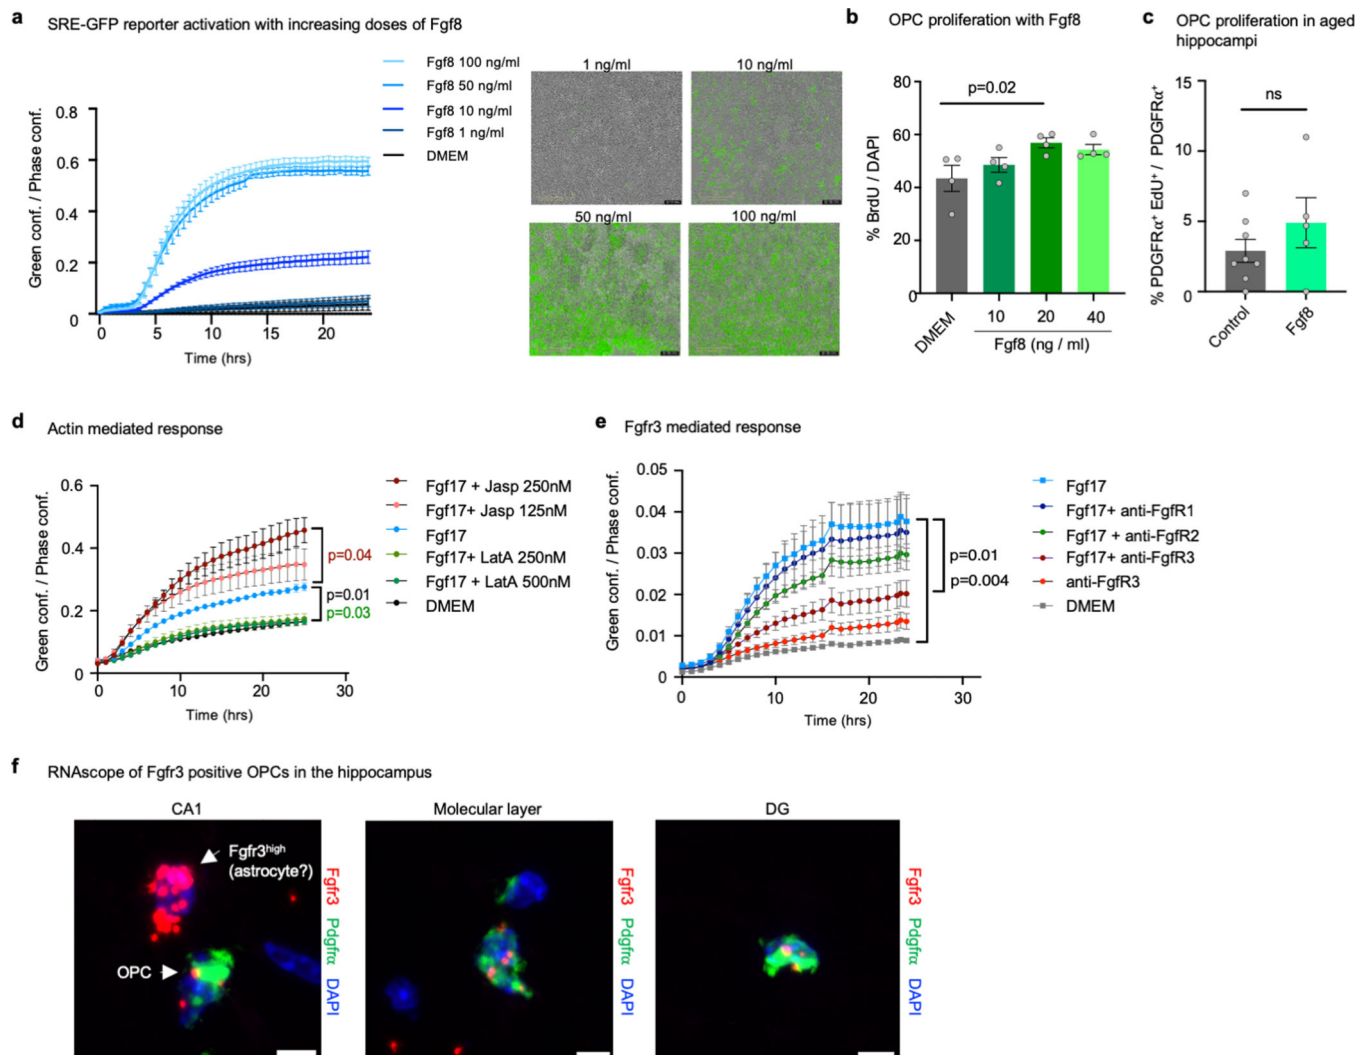 a SRE-GFP reporter activation with increasing doses of Fgf8
Green conf. / Phase conf.
0.8
0.6
0.4
0.2
0
0 5 10 15 20
Time (hrs)
Fgf8 100 ng/ml
Fgf8 50 ng/ml
Fgf8 10 ng/ml
Fgf8 1 ng/ml
DMEM
1 ng/ml
10 ng/ml
50 ng/ml
100 ng/ml
b OPC proliferation with Fgf8
% BrdU / DAPI
80
60
40
20
0
p=0.02
DMEM 10 20 40
Fgf8 (ng / ml)
c OPC proliferation in aged
hippocampi
% PDGFRα⁺ EdU⁺ / PDGFRα⁺
15
10
5
0
ns
Control Fgf8
d Actin mediated response
Green conf. / Phase conf.
0.6
0.4
0.2
0
0 10 20 30
Time (hrs)
p=0.04
p=0.01
p=0.03
Fgf17 + Jasp 250nM
Fgf17+ Jasp 125nM
Fgf17
Fgf17+ LatA 250nM
Fgf17 + LatA 500nM
DMEM
e Fgfr3 mediated response
Green conf. / Phase conf.
0.05
0.04
0.03
0.02
0.01
0
0 10 20 30
Time (hrs)
p=0.01
p=0.004
Fgf17
Fgf17+ anti-FgfR1
Fgf17 + anti-FgfR2
Fgf17+ anti-FgfR3
anti-FgfR3
DMEM
f RNAscope of Fgfr3 positive OPCs in the hippocampus
CA1
Fgfr3ʰⁱᵍʰ
(astrocyte?)
OPC
Fgfr3 Pdgfrα DAPI
Molecular layer
Fgfr3 Pdgfrα DAPI
DG
Fgfr3 Pdgfrα DAPI